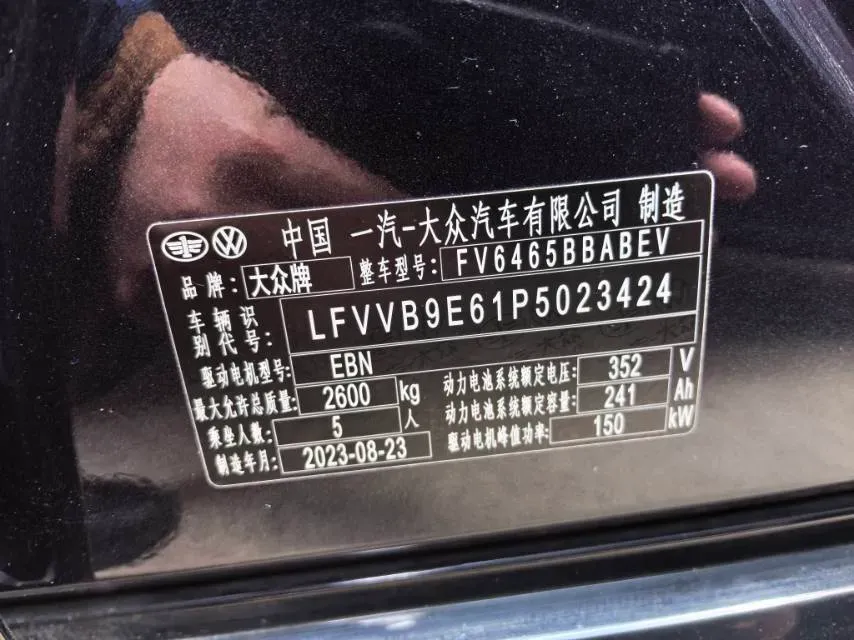 中国 一汽-大众汽车有限公司 制造
品牌: 大众牌 整车型号: FV6465BBABEV
车辆识别代号: LFVVB9E61P5023424
驱动电机型号: EBN 动力电池系统额定电压: 352 V
最大允许总质量: 2600 kg 动力电池系统额定容量: 241 Ah
乘坐人数: 5 人 驱动电机峰值功率: 150 kW
制造年月: 2023-08-23